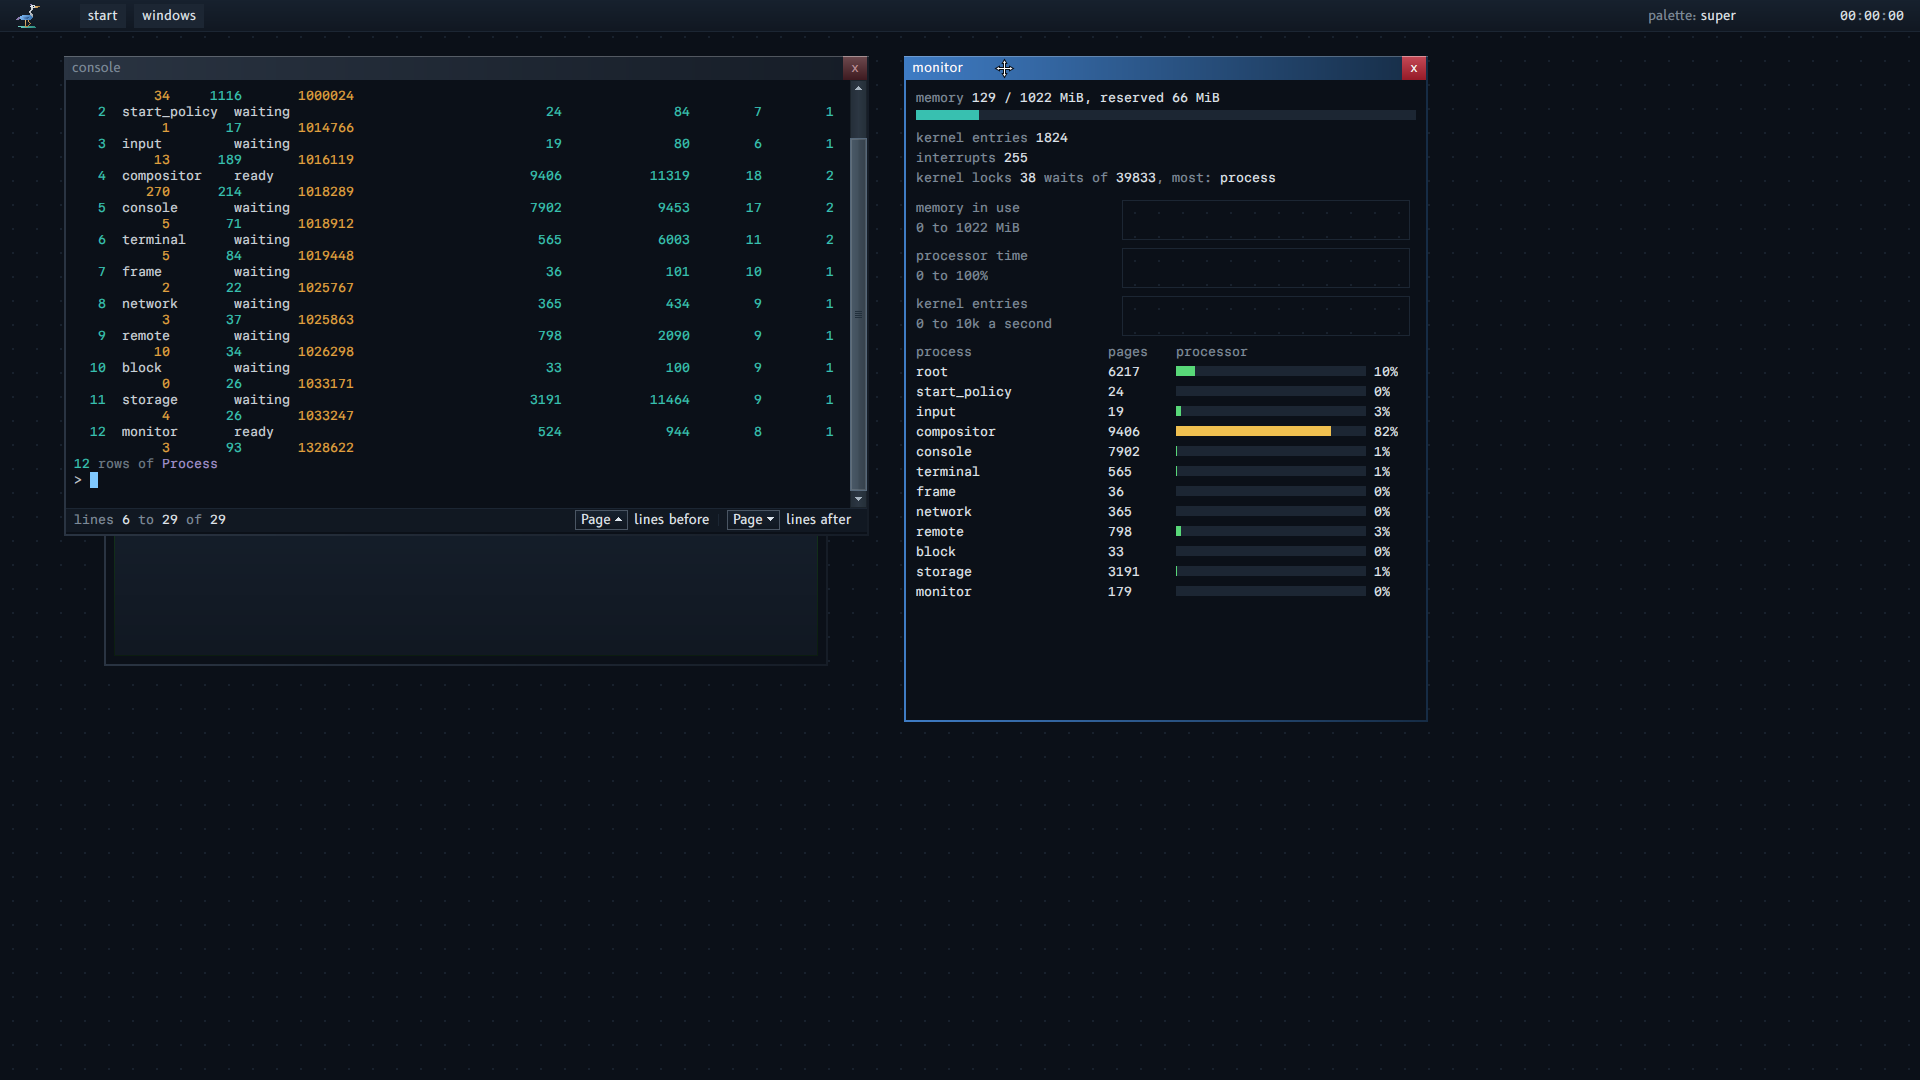 start windows palette: super 00:00:00
console x
34 1116 1000024
2 start_policy waiting 24 84 7 1
1 17 1014766
3 input waiting 19 80 6 1
13 189 1016119
4 compositor ready 9406 11319 18 2
270 214 1018289
5 console waiting 7902 9453 17 2
5 71 1018912
6 terminal waiting 565 6003 11 2
5 84 1019448
7 frame waiting 36 101 10 1
2 22 1025767
8 network waiting 365 434 9 1
3 37 1025863
9 remote waiting 798 2090 9 1
10 34 1026298
10 block waiting 33 100 9 1
0 26 1033171
11 storage waiting 3191 11464 9 1
4 26 1033247
12 monitor ready 524 944 8 1
3 93 1328622
12 rows of Process
>
lines 6 to 29 of 29 Page lines before Page lines after
monitor x
memory 129 / 1022 MiB, reserved 66 MiB
kernel entries 1824
interrupts 255
kernel locks 38 waits of 39833, most: process
memory in use
0 to 1022 MiB
processor time
0 to 100%
kernel entries
0 to 10k a second
process pages processor
root 6217 10%
start_policy 24 0%
input 19 3%
compositor 9406 82%
console 7902 1%
terminal 565 1%
frame 36 0%
network 365 0%
remote 798 3%
block 33 0%
storage 3191 1%
monitor 179 0%